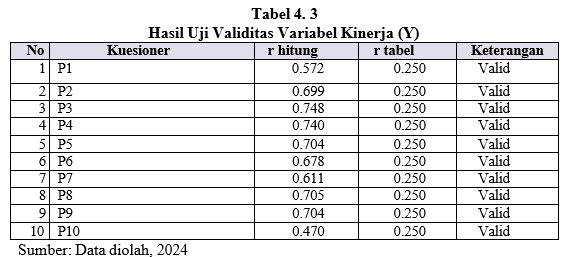 Tabel 4. 3
Hasil Uji Validitas Variabel Kinerja (Y)
No Kuesioner r hitung r tabel Keterangan
1 P1 0.572 0.250 Valid
2 P2 0.699 0.250 Valid
3 P3 0.748 0.250 Valid
4 P4 0.740 0.250 Valid
5 P5 0.704 0.250 Valid
6 P6 0.678 0.250 Valid
7 P7 0.611 0.250 Valid
8 P8 0.705 0.250 Valid
9 P9 0.704 0.250 Valid
10 P10 0.470 0.250 Valid
Sumber: Data diolah, 2024